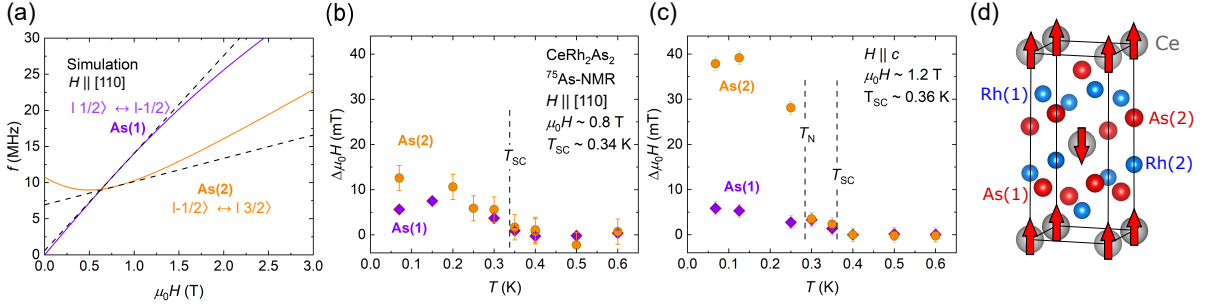 (a)
30
25
20
15
10
5
0
f (MHz)
Simulation
H || [110]
I 1/2⟩ ↔ I-1/2⟩
As(1)
As(2)
I-1/2⟩ ↔ I 3/2⟩
0.0 0.5 1.0 1.5 2.0 2.5 3.0
μ₀H (T)
(b)
40
30
20
10
0
Δμ₀H (mT)
CeRh₂As₂
⁷⁵As-NMR
H || [110]
μ₀H ~ 0.8 T
T_SC ~ 0.34 K
T_SC
As(2)
As(1)
0.0 0.1 0.2 0.3 0.4 0.5 0.6
T (K)
(c)
40
30
20
10
0
Δμ₀H (mT)
H || c
μ₀H ~ 1.2 T
T_SC ~ 0.36 K
As(2)
T_N
T_SC
As(1)
0.0 0.1 0.2 0.3 0.4 0.5 0.6
T (K)
(d)
Ce
Rh(1)
As(2)
Rh(2)
As(1)